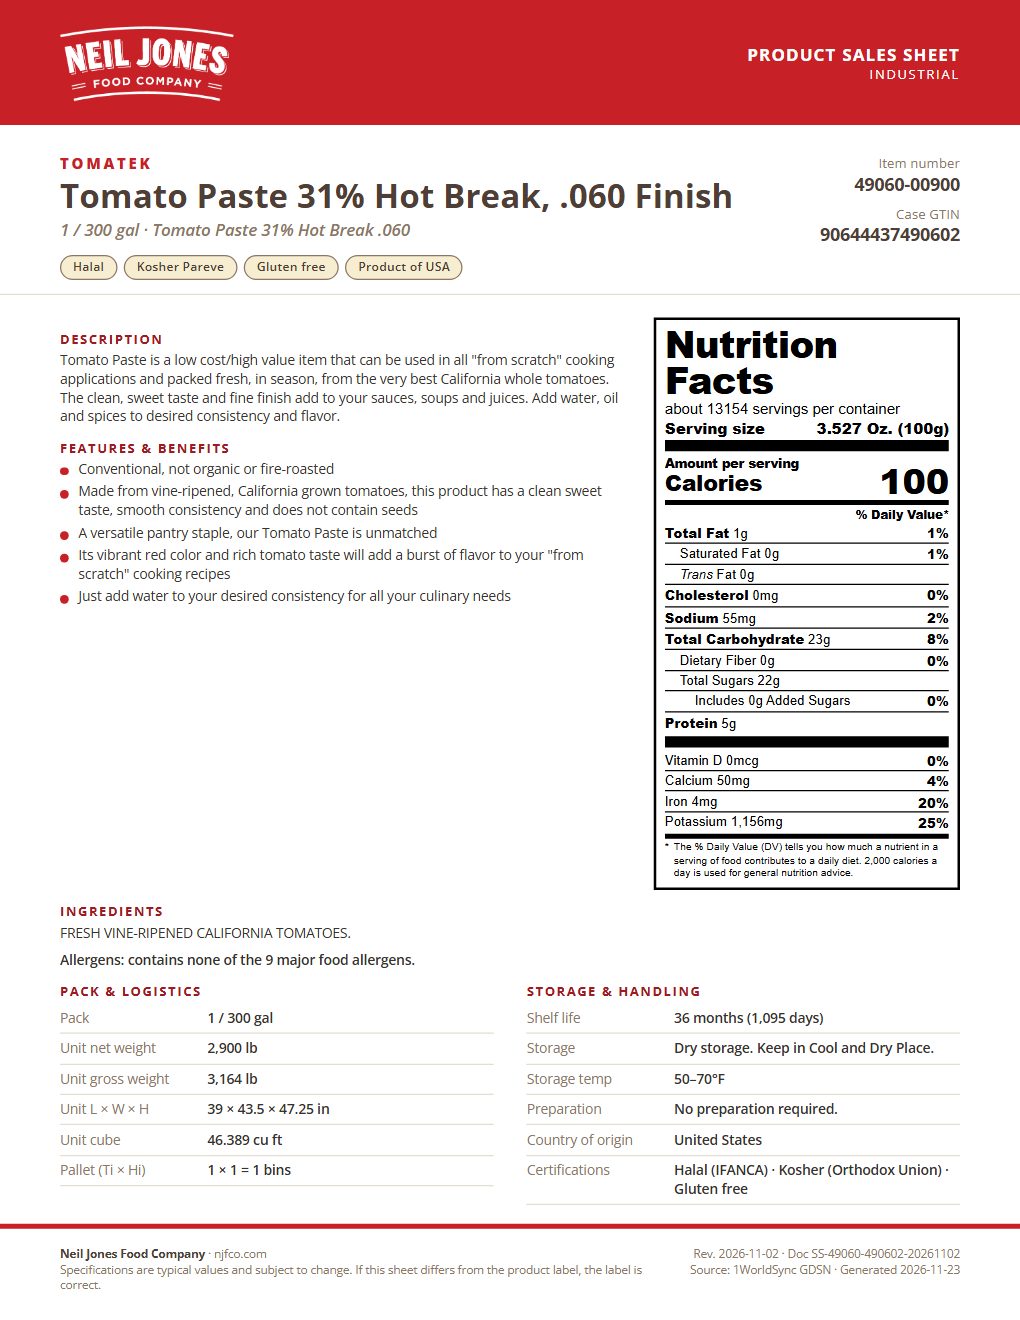 NEIL JONES
FOOD COMPANY
PRODUCT SALES SHEET
INDUSTRIAL
TOMATEK
Tomato Paste 31% Hot Break, .060 Finish
1 / 300 gal · Tomato Paste 31% Hot Break .060
Halal
Kosher Pareve
Gluten free
Product of USA
Item number
49060-00900
Case GTIN
90644437490602
DESCRIPTION
Tomato Paste is a low cost/high value item that can be used in all "from scratch" cooking
applications and packed fresh, in season, from the very best California whole tomatoes.
The clean, sweet taste and fine finish add to your sauces, soups and juices. Add water, oil
and spices to desired consistency and flavor.
FEATURES & BENEFITS
Conventional, not organic or fire-roasted
Made from vine-ripened, California grown tomatoes, this product has a clean sweet
taste, smooth consistency and does not contain seeds
A versatile pantry staple, our Tomato Paste is unmatched
Its vibrant red color and rich tomato taste will add a burst of flavor to your "from
scratch" cooking recipes
Just add water to your desired consistency for all your culinary needs
Nutrition
Facts
about 13154 servings per container
Serving size 3.527 Oz. (100g)
Amount per serving
Calories 100
% Daily Value*
Total Fat 1g 1%
Saturated Fat 0g 1%
Trans Fat 0g
Cholesterol 0mg 0%
Sodium 55mg 2%
Total Carbohydrate 23g 8%
Dietary Fiber 0g 0%
Total Sugars 22g
Includes 0g Added Sugars 0%
Protein 5g
Vitamin D 0mcg 0%
Calcium 50mg 4%
Iron 4mg 20%
Potassium 1,156mg 25%
* The % Daily Value (DV) tells you how much a nutrient in a
serving of food contributes to a daily diet. 2,000 calories a
day is used for general nutrition advice.
INGREDIENTS
FRESH VINE-RIPENED CALIFORNIA TOMATOES.
Allergens: contains none of the 9 major food allergens.
PACK & LOGISTICS
Pack 1 / 300 gal
Unit net weight 2,900 lb
Unit gross weight 3,164 lb
Unit L × W × H 39 × 43.5 × 47.25 in
Unit cube 46.389 cu ft
Pallet (Ti × Hi) 1 × 1 = 1 bins
STORAGE & HANDLING
Shelf life 36 months (1,095 days)
Storage Dry storage. Keep in Cool and Dry Place.
Storage temp 50–70°F
Preparation No preparation required.
Country of origin United States
Certifications Halal (IFANCA) · Kosher (Orthodox Union) ·
Gluten free
Neil Jones Food Company · njfco.com
Specifications are typical values and subject to change. If this sheet differs from the product label, the label is
correct.
Rev. 2026-11-02 · Doc SS-49060-490602-20261102
Source: 1WorldSync GDSN · Generated 2026-11-23